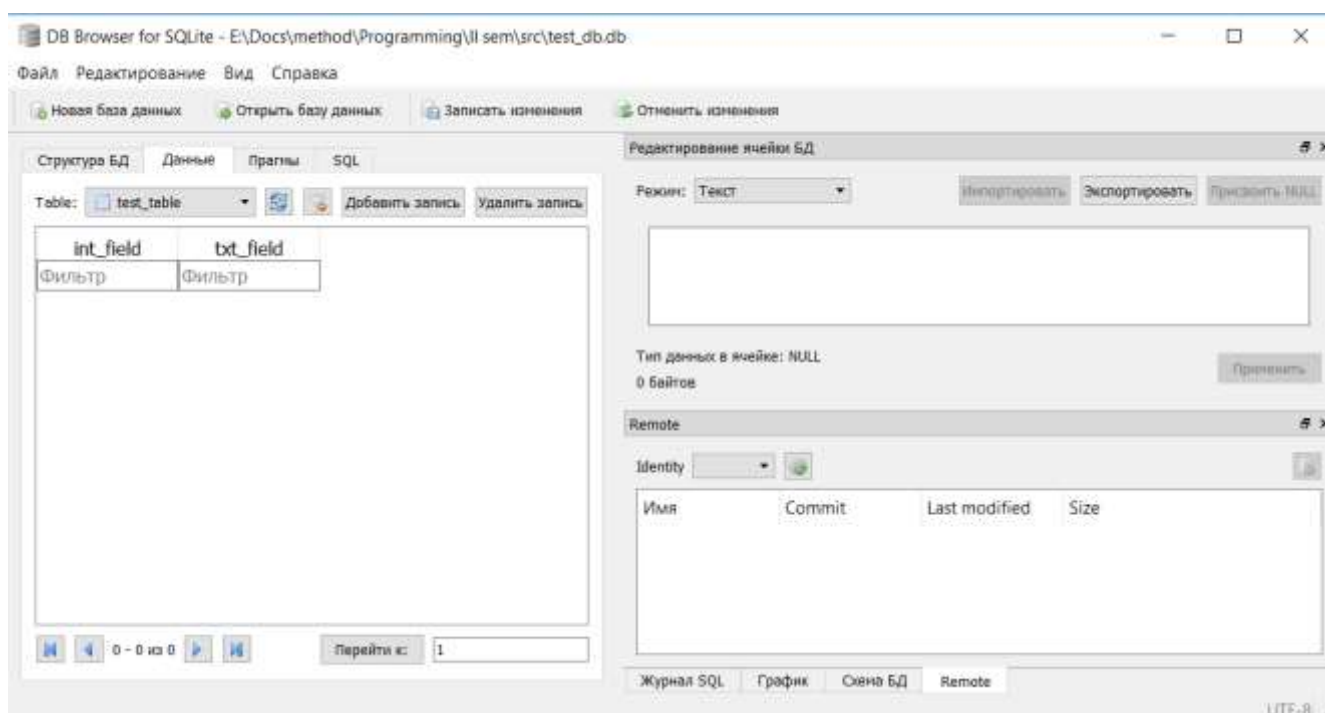 DB Browser for SQLite - E:\Docs\method\Programming\II sem\src\test_db.db
Файл Редактирование Вид Справка
Новая база данных Открыть базу данных Записать изменения Отменить изменения
Структура БД Данные Прагмы SQL
Table: test_table Добавить запись Удалить запись
int_field txt_field
Фильтр Фильтр
0 - 0 из 0 Перейти к: 1
Редактирование ячейки БД
Режим: Текст Импортировать Экспортировать Присвоить NULL
Тип данных в ячейке: NULL
0 байтов
Применить
Remote
Identity
Имя Commit Last modified Size
Журнал SQL График Схема БД Remote
UTF-8